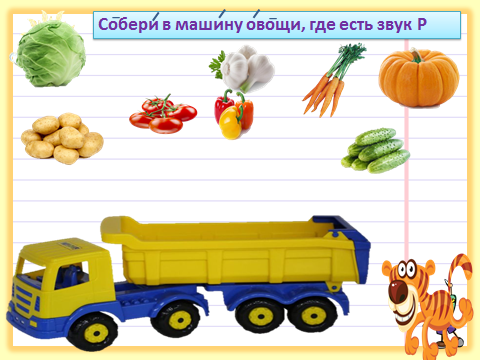 Собери в машину овощи, где есть звук Р